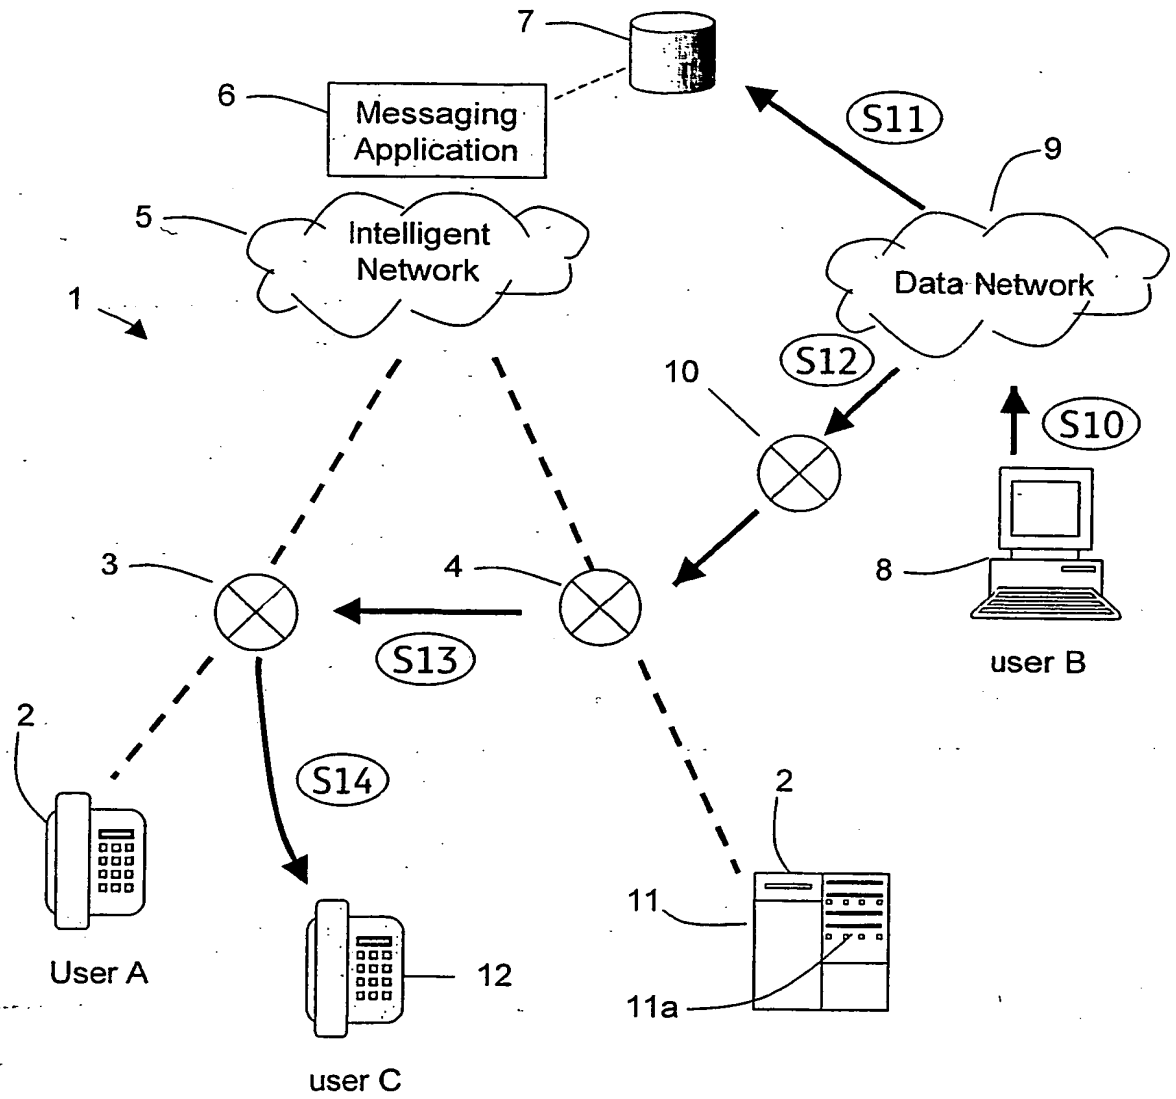 7
6
Messaging
Application
S11
9
5
Intelligent
Network
Data Network
1
S12
10
S10
3
4
8
S13
user B
2
S14
2
11
User A
12
11a
user C